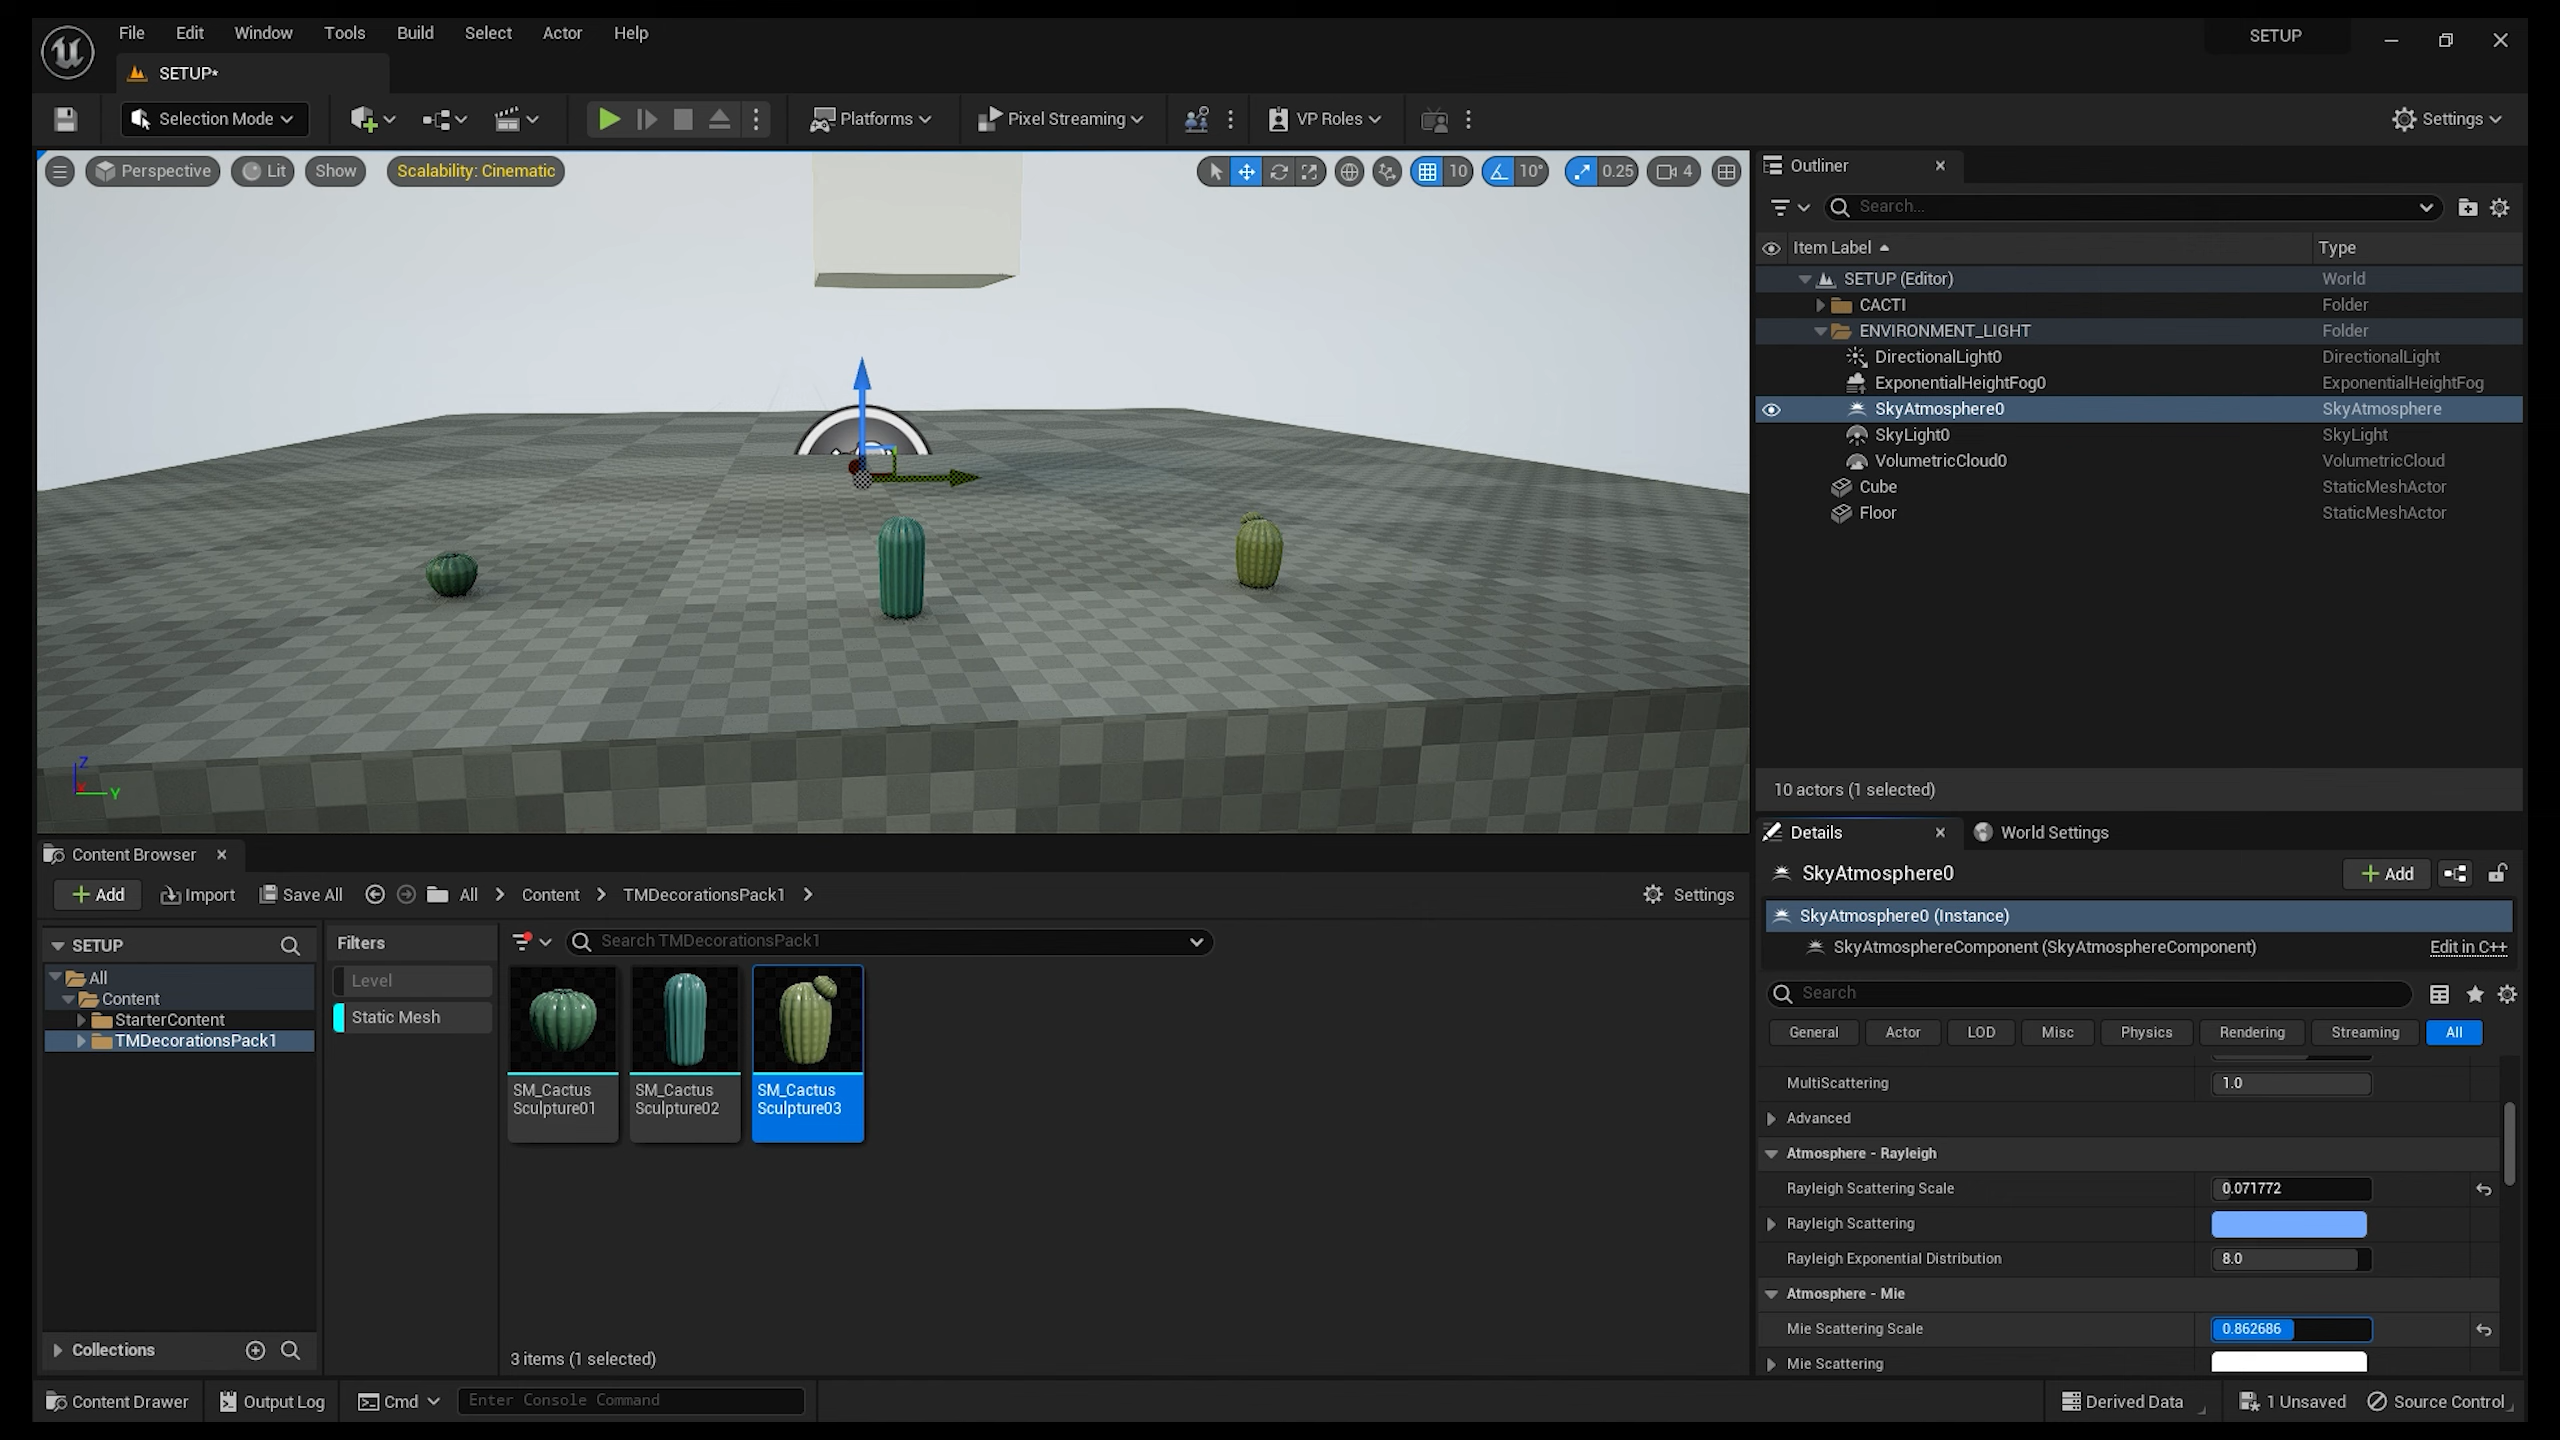 File Edit Window Tools Build Select Actor Help
SETUP
SETUP*
Selection Mode
Platforms
Pixel Streaming
VP Roles
Settings
Perspective Lit Show Scalability: Cinematic 10 10° 0.25 4
Z
Y
Outliner
Search...
Item Label Type
SETUP (Editor) World
CACTI Folder
ENVIRONMENT_LIGHT Folder
DirectionalLight0 DirectionalLight
ExponentialHeightFog0 ExponentialHeightFog
SkyAtmosphere0 SkyAtmosphere
SkyLight0 SkyLight
VolumetricCloud0 VolumetricCloud
Cube StaticMeshActor
Floor StaticMeshActor
10 actors (1 selected)
Details World Settings
SkyAtmosphere0 Add
SkyAtmosphere0 (Instance)
SkyAtmosphereComponent (SkyAtmosphereComponent) Edit in C++
Search
General Actor LOD Misc Physics Rendering Streaming All
MultiScattering 1.0
Advanced
Atmosphere - Rayleigh
Rayleigh Scattering Scale 0.071772
Rayleigh Scattering
Rayleigh Exponential Distribution 8.0
Atmosphere - Mie
Mie Scattering Scale 0.862686
Mie Scattering
Content Browser
Add Import Save All All Content TMDecorationsPack1 Settings
SETUP
All
Content
StarterContent
TMDecorationsPack1
Collections
Filters
Level
Static Mesh
Search TMDecorationsPack1
SM_Cactus
Sculpture01
SM_Cactus
Sculpture02
SM_Cactus
Sculpture03
3 items (1 selected)
Content Drawer Output Log Cmd Enter Console Command Derived Data 1 Unsaved Source Control